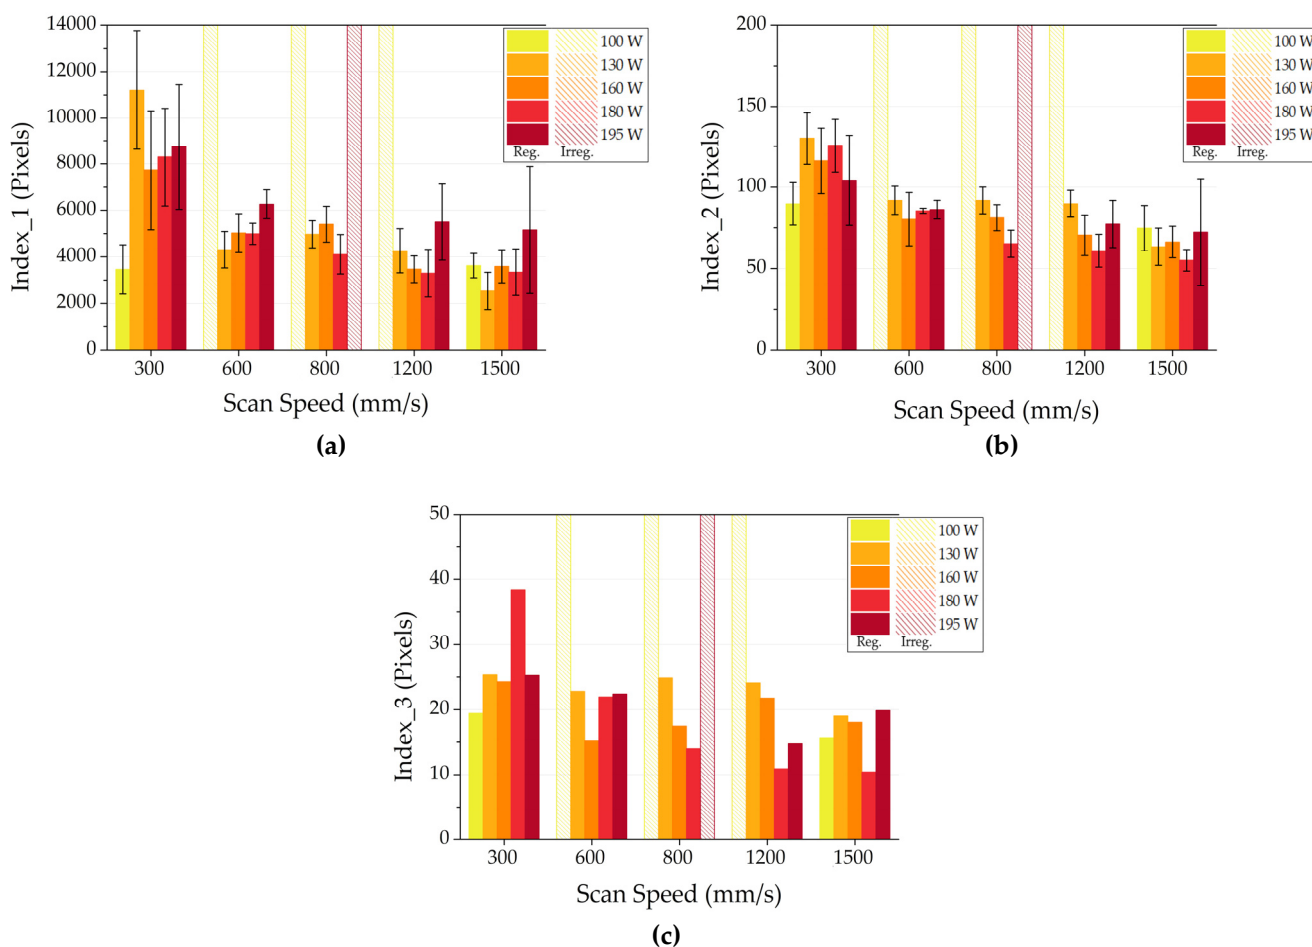 14000
12000
10000
8000
6000
4000
2000
0
Index_1 (Pixels)
300 600 800 1200 1500
Scan Speed (mm/s)
100 W
130 W
160 W
180 W
195 W
Reg. Irreg.
(a)
200
150
100
50
0
Index_2 (Pixels)
300 600 800 1200 1500
Scan Speed (mm/s)
100 W
130 W
160 W
180 W
195 W
Reg. Irreg.
(b)
50
40
30
20
10
0
Index_3 (Pixels)
300 600 800 1200 1500
Scan Speed (mm/s)
100 W
130 W
160 W
180 W
195 W
Reg. Irreg.
(c)